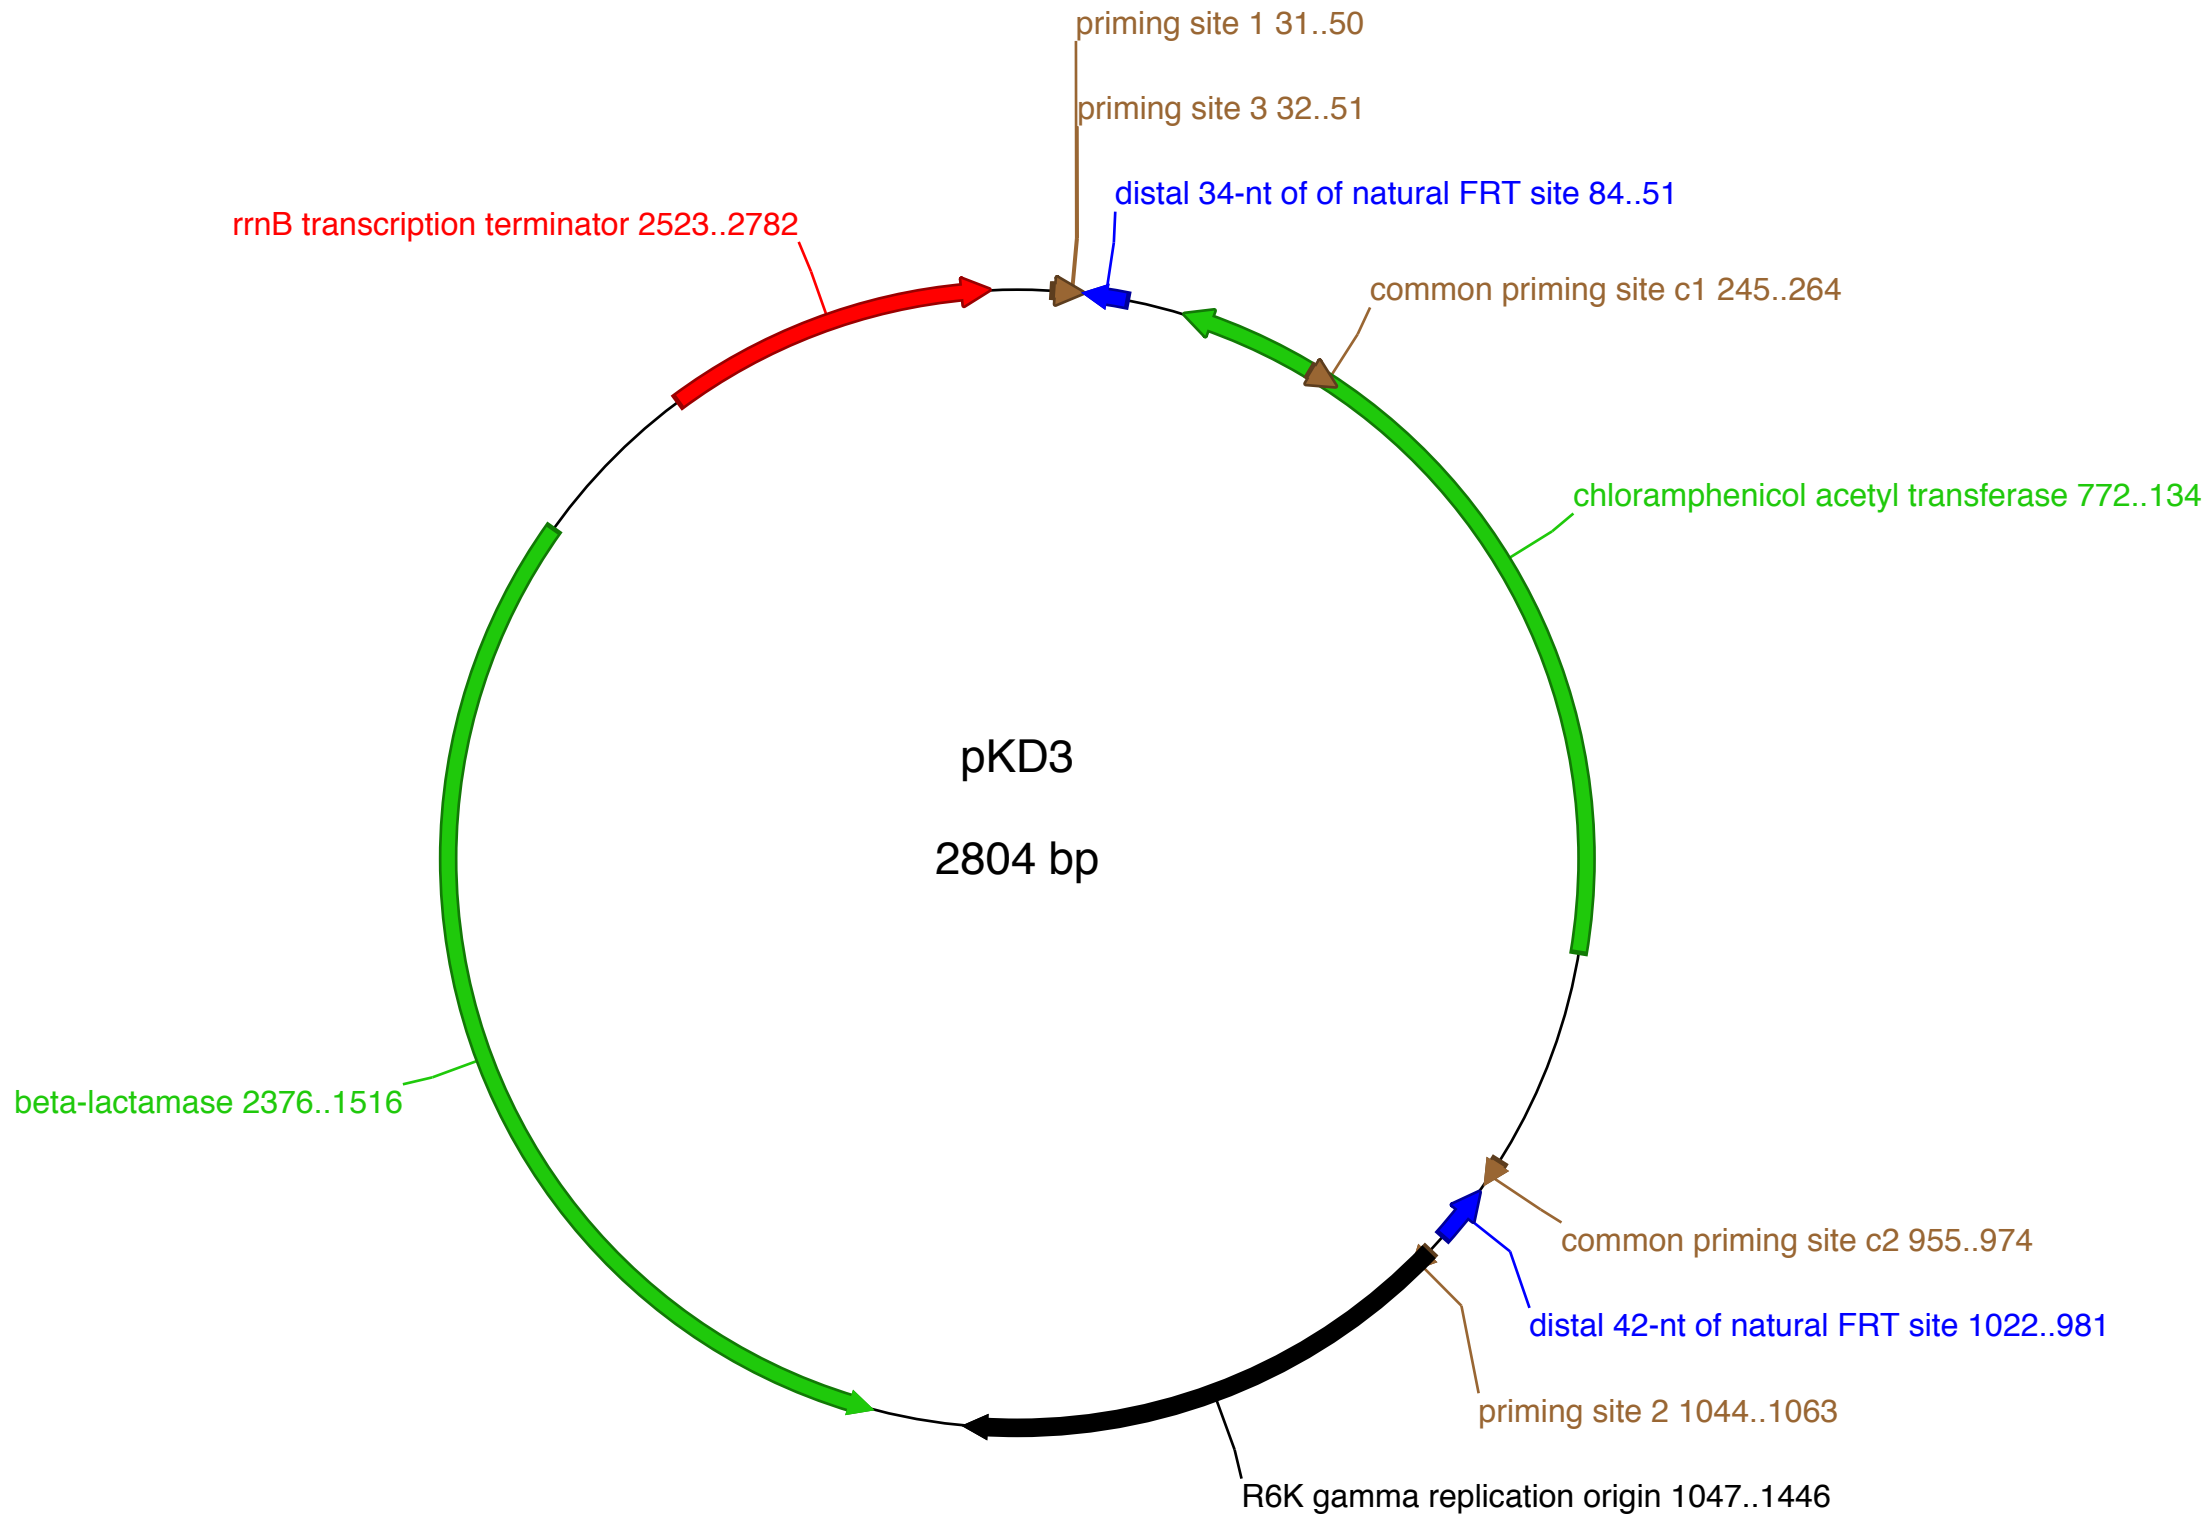 priming site 1 31..50
priming site 3 32..51
distal 34-nt of of natural FRT site 84..51
rrnB transcription terminator 2523..2782
common priming site c1 245..264
chloramphenicol acetyl transferase 772..134
pKD3
2804 bp
beta-lactamase 2376..1516
common priming site c2 955..974
distal 42-nt of natural FRT site 1022..981
priming site 2 1044..1063
R6K gamma replication origin 1047..1446